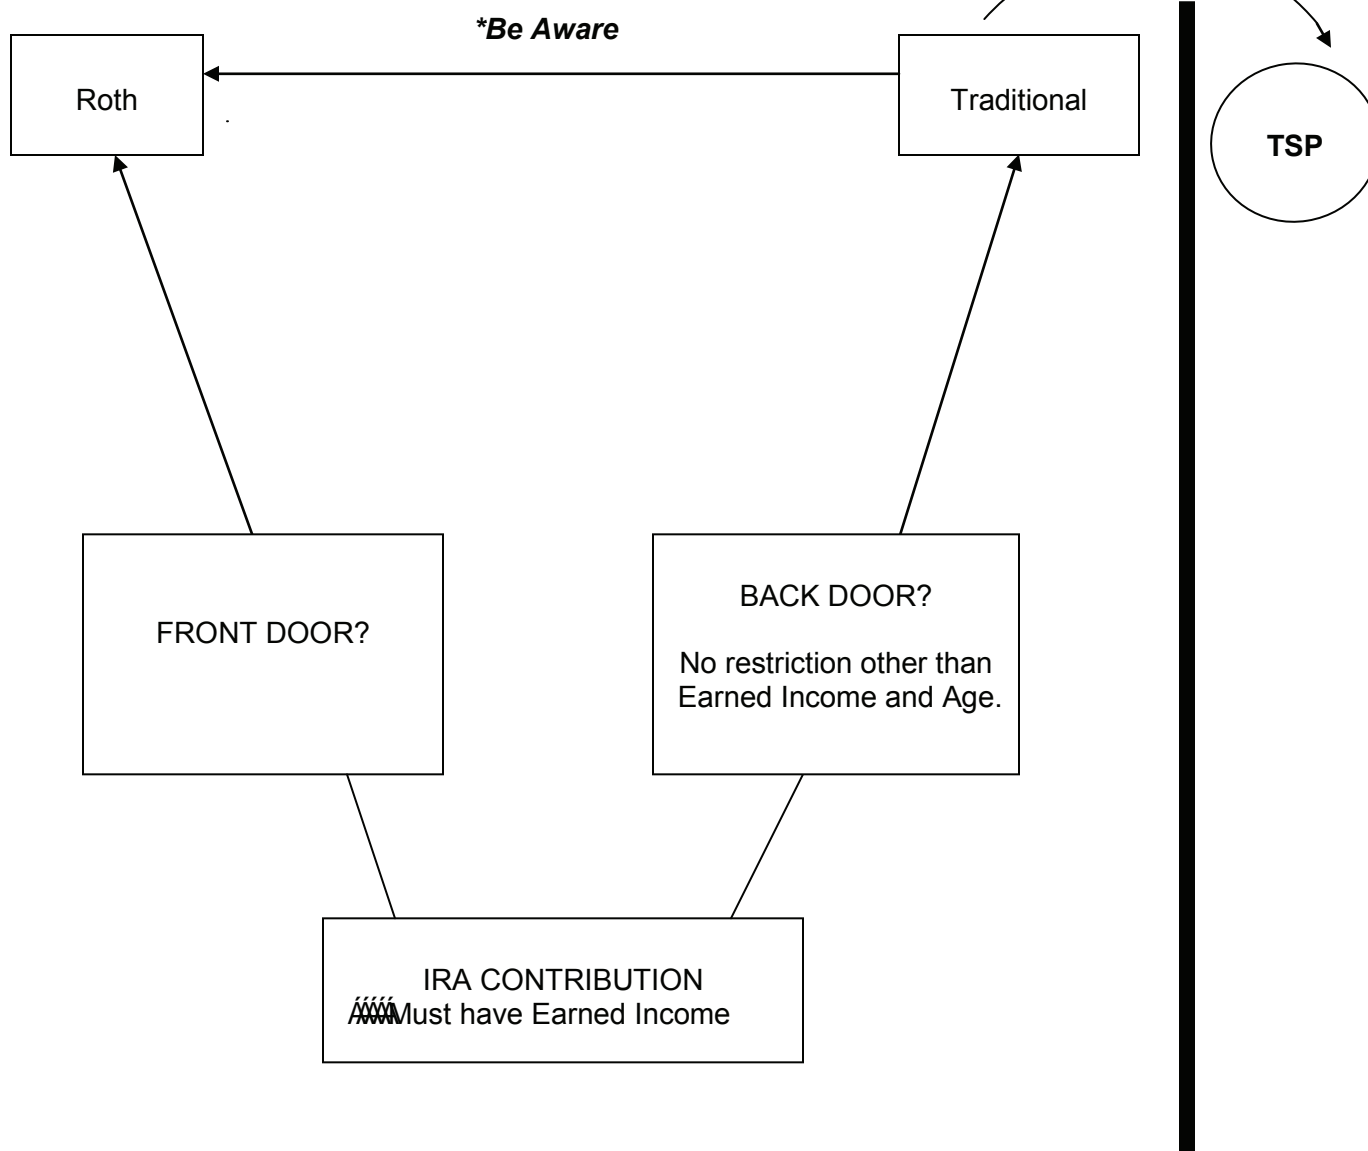 *Be Aware
Roth
Traditional
TSP
FRONT DOOR?
BACK DOOR?
No restriction other than
Earned Income and Age.
IRA CONTRIBUTION
Must have Earned Income